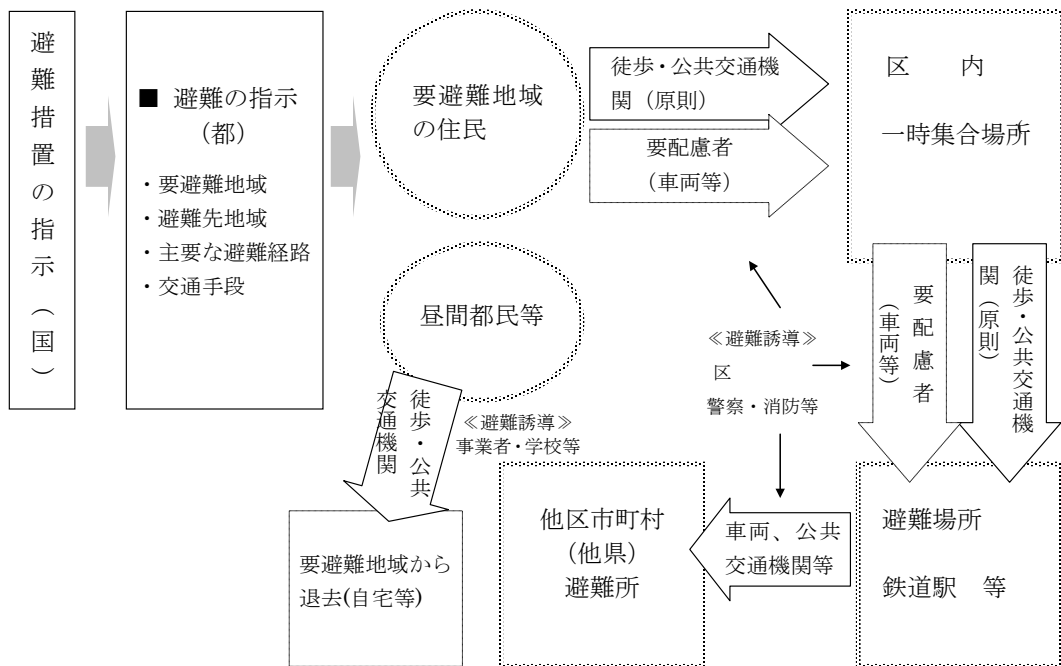 避難措置の指示（国）
■ 避難の指示
（都）
・要避難地域
・避難先地域
・主要な避難経路
・交通手段
要避難地域
の住民
徒歩・公共交通機
関（原則）
要配慮者
（車両等）
区　内
一時集合場所
昼間都民等
徒歩・公共
交通機関
≪避難誘導≫
事業者・学校等
≪避難誘導≫
区
警察・消防等
要配慮者
（車両等）
徒歩・公共交通機
関（原則）
要避難地域から
退去(自宅等)
他区市町村
（他県）
避難所
車両、公共
交通機関等
避難場所
鉄道駅　等